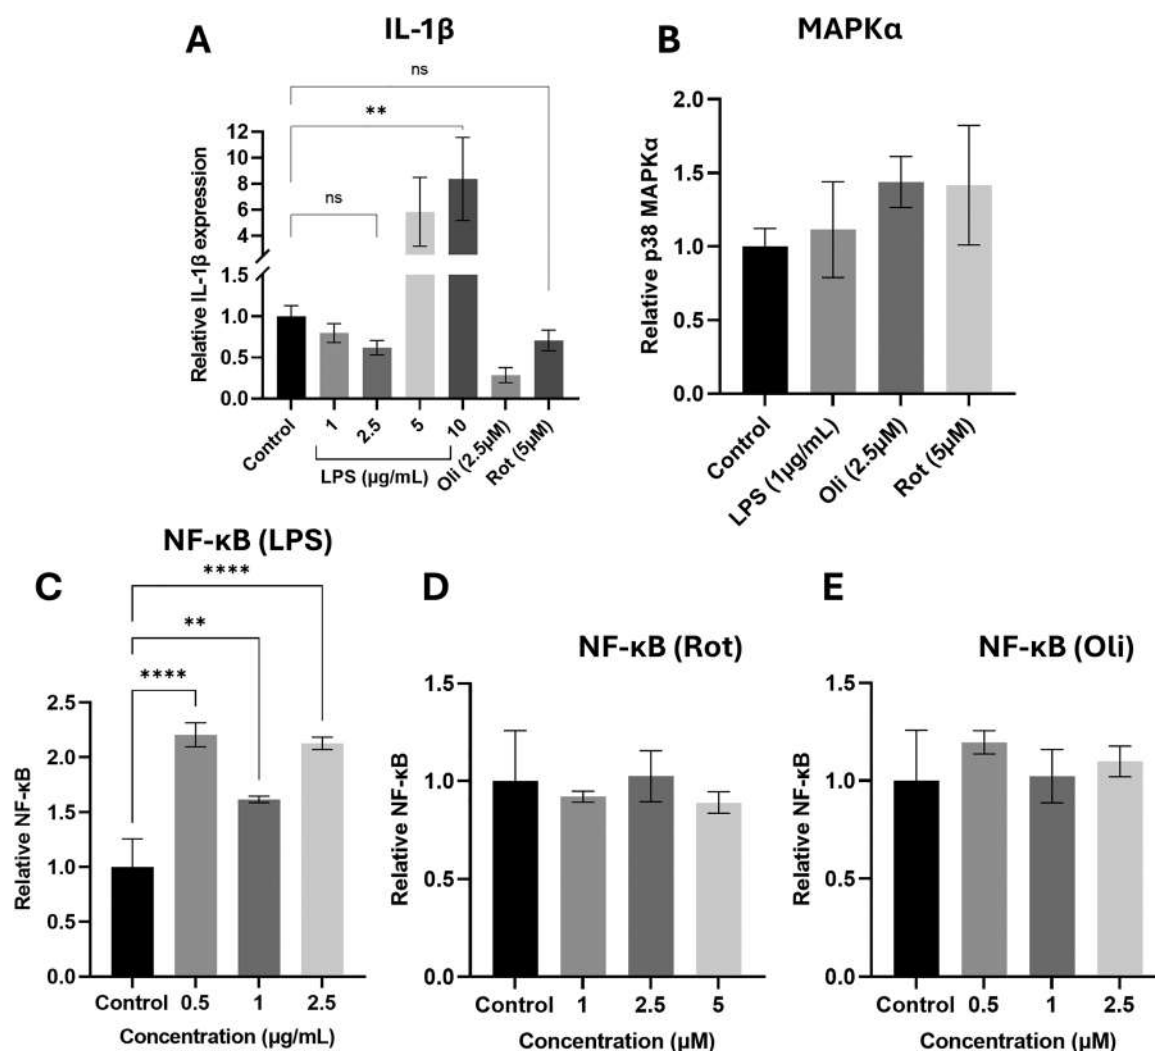 A
IL-1β
ns
**
ns
Relative IL-1β expression
12
10
8
6
4
1.5
1.0
0.5
0.0
Control
1
2.5
5
10
Oli (2.5µM)
Rot (5µM)
LPS (µg/mL)
B
MAPKα
Relative p38 MAPKα
2.0
1.5
1.0
0.5
0.0
Control
LPS (1µg/mL)
Oli (2.5µM)
Rot (5µM)
C
NF-κB (LPS)
****
**
****
Relative NF-κB
2.5
2.0
1.5
1.0
0.5
0.0
Control 0.5 1 2.5
Concentration (µg/mL)
D
NF-κB (Rot)
Relative NF-κB
1.5
1.0
0.5
0.0
Control 1 2.5 5
Concentration (µM)
E
NF-κB (Oli)
Relative NF-κB
1.5
1.0
0.5
0.0
Control 0.5 1 2.5
Concentration (µM)